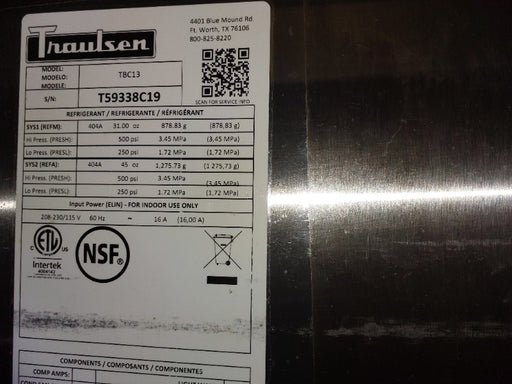 Traulsen
4401 Blue Mound Rd.
Ft. Worth, TX 76106
800-825-8220
MODEL:
MODELO: TBC13
MODÈLE:
S/N: T59338C19
SCAN FOR SERVICE INFO
REFRIGERANT / REFRIGERANTE / RÉFRIGÉRANT
SYS1 (REFM): 404A 31.00 oz 878.83 g (878,83 g)
Hi Press. (PRESH): 500 psi 3.45 MPa (3,45 MPa)
Lo Press. (PRESL): 250 psi 1.72 MPa (1,72 MPa)
SYS2 (REFA): 404A 45 oz 1,275.73 g (1 275,73 g)
Hi Press. (PRESH): 500 psi 3.45 MPa (3,45 MPa)
Lo Press. (PRESL): 250 psi 1.72 MPa (1,72 MPa)
Input Power (ELIN) - FOR INDOOR USE ONLY
208-230/115 V 60 Hz ~ 16 A (16,00 A)
C ETL US
LISTED
Intertek
4004142
NSF®
COMPONENTS / COMPOSANTS / COMPONENTES
COMP AMPS: